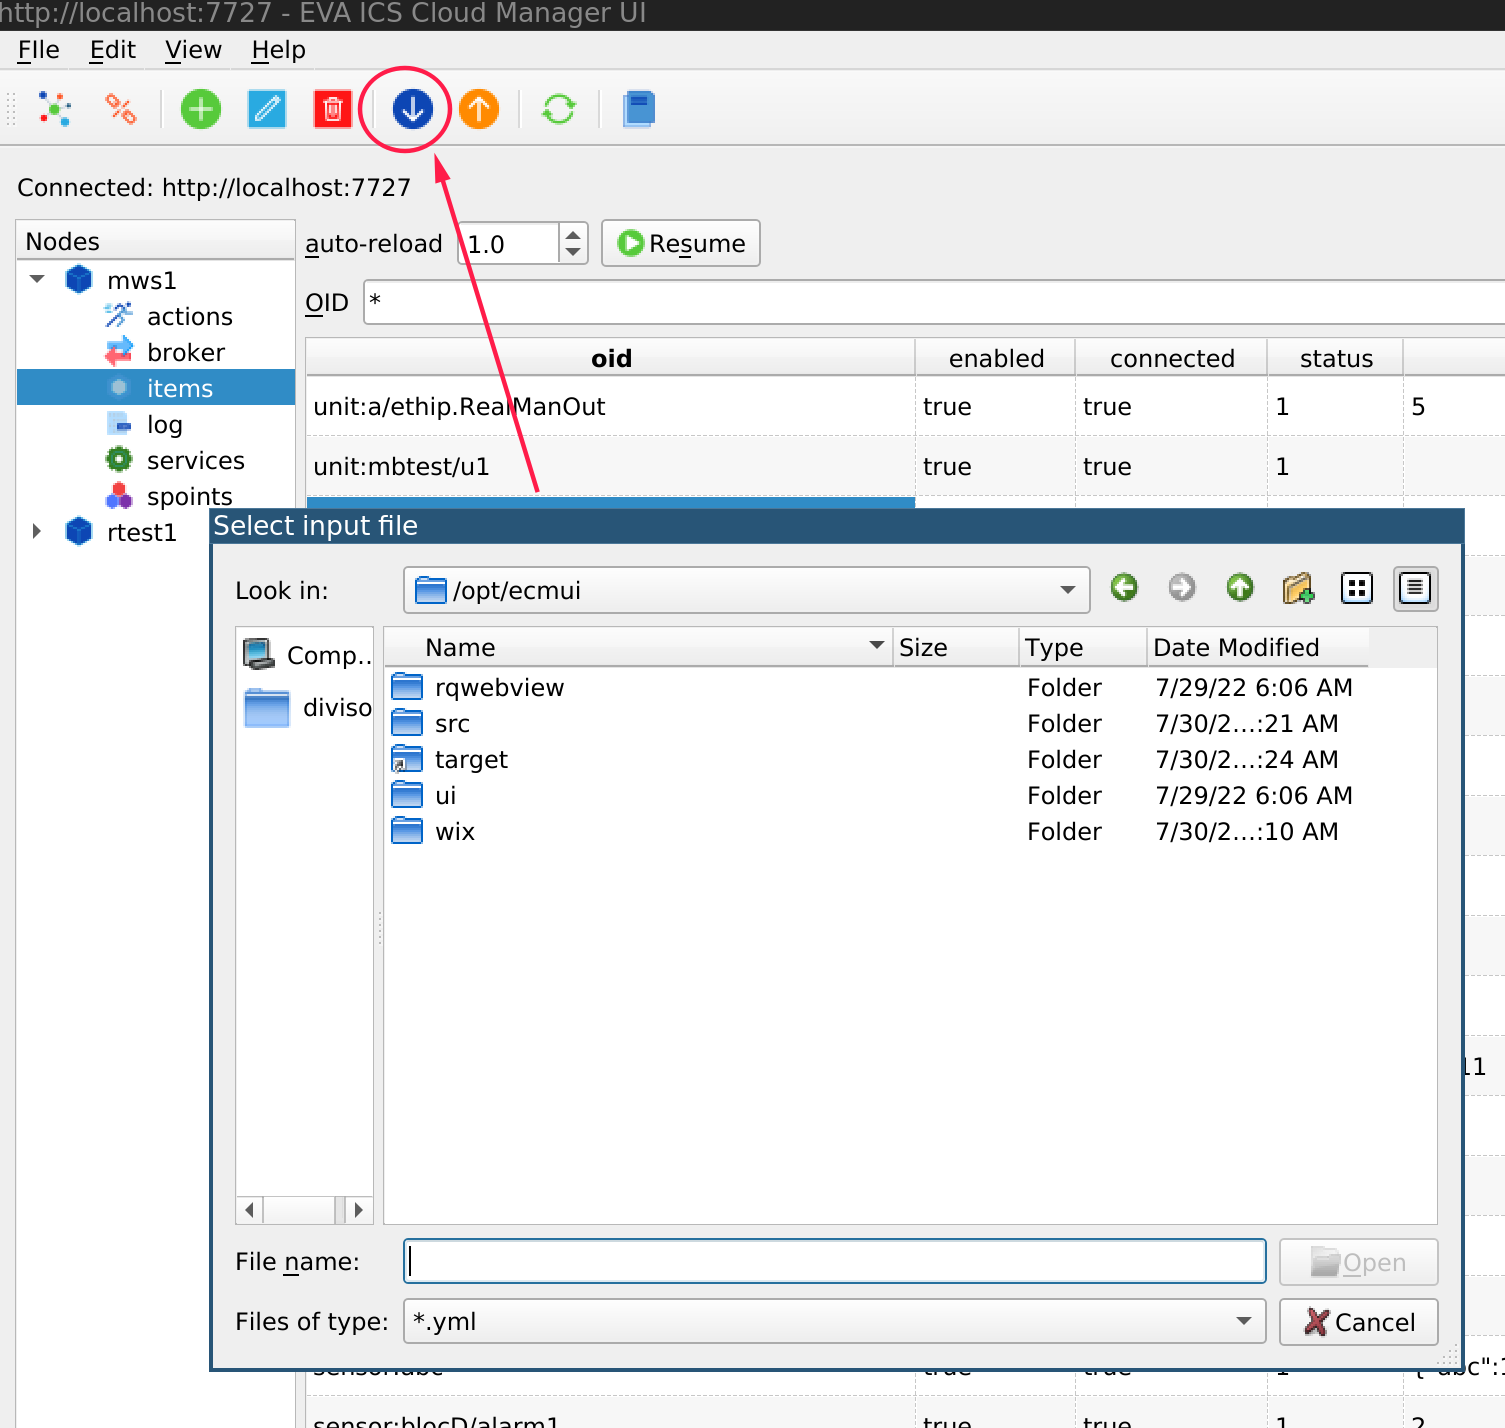 http://localhost:7727 - EVA ICS Cloud Manager UI
FIle Edit View Help
Connected: http://localhost:7727
Nodes
auto-reload 1.0 Resume
mws1
OID *
actions
broker
oid enabled connected status
items
unit:a/ethip.RealManOut true true 1 5
log
services
unit:mbtest/u1 true true 1
spoints
rtest1
Select input file
Look in: /opt/ecmui
Comp..
Name Size Type Date Modified
diviso
rqwebview Folder 7/29/22 6:06 AM
src Folder 7/30/2...:21 AM
target Folder 7/30/2...:24 AM
ui Folder 7/29/22 6:06 AM
wix Folder 7/30/2...:10 AM
11
File name: Open
Files of type: *.yml Cancel
sensor:blocD/alarm1 true true 1 2